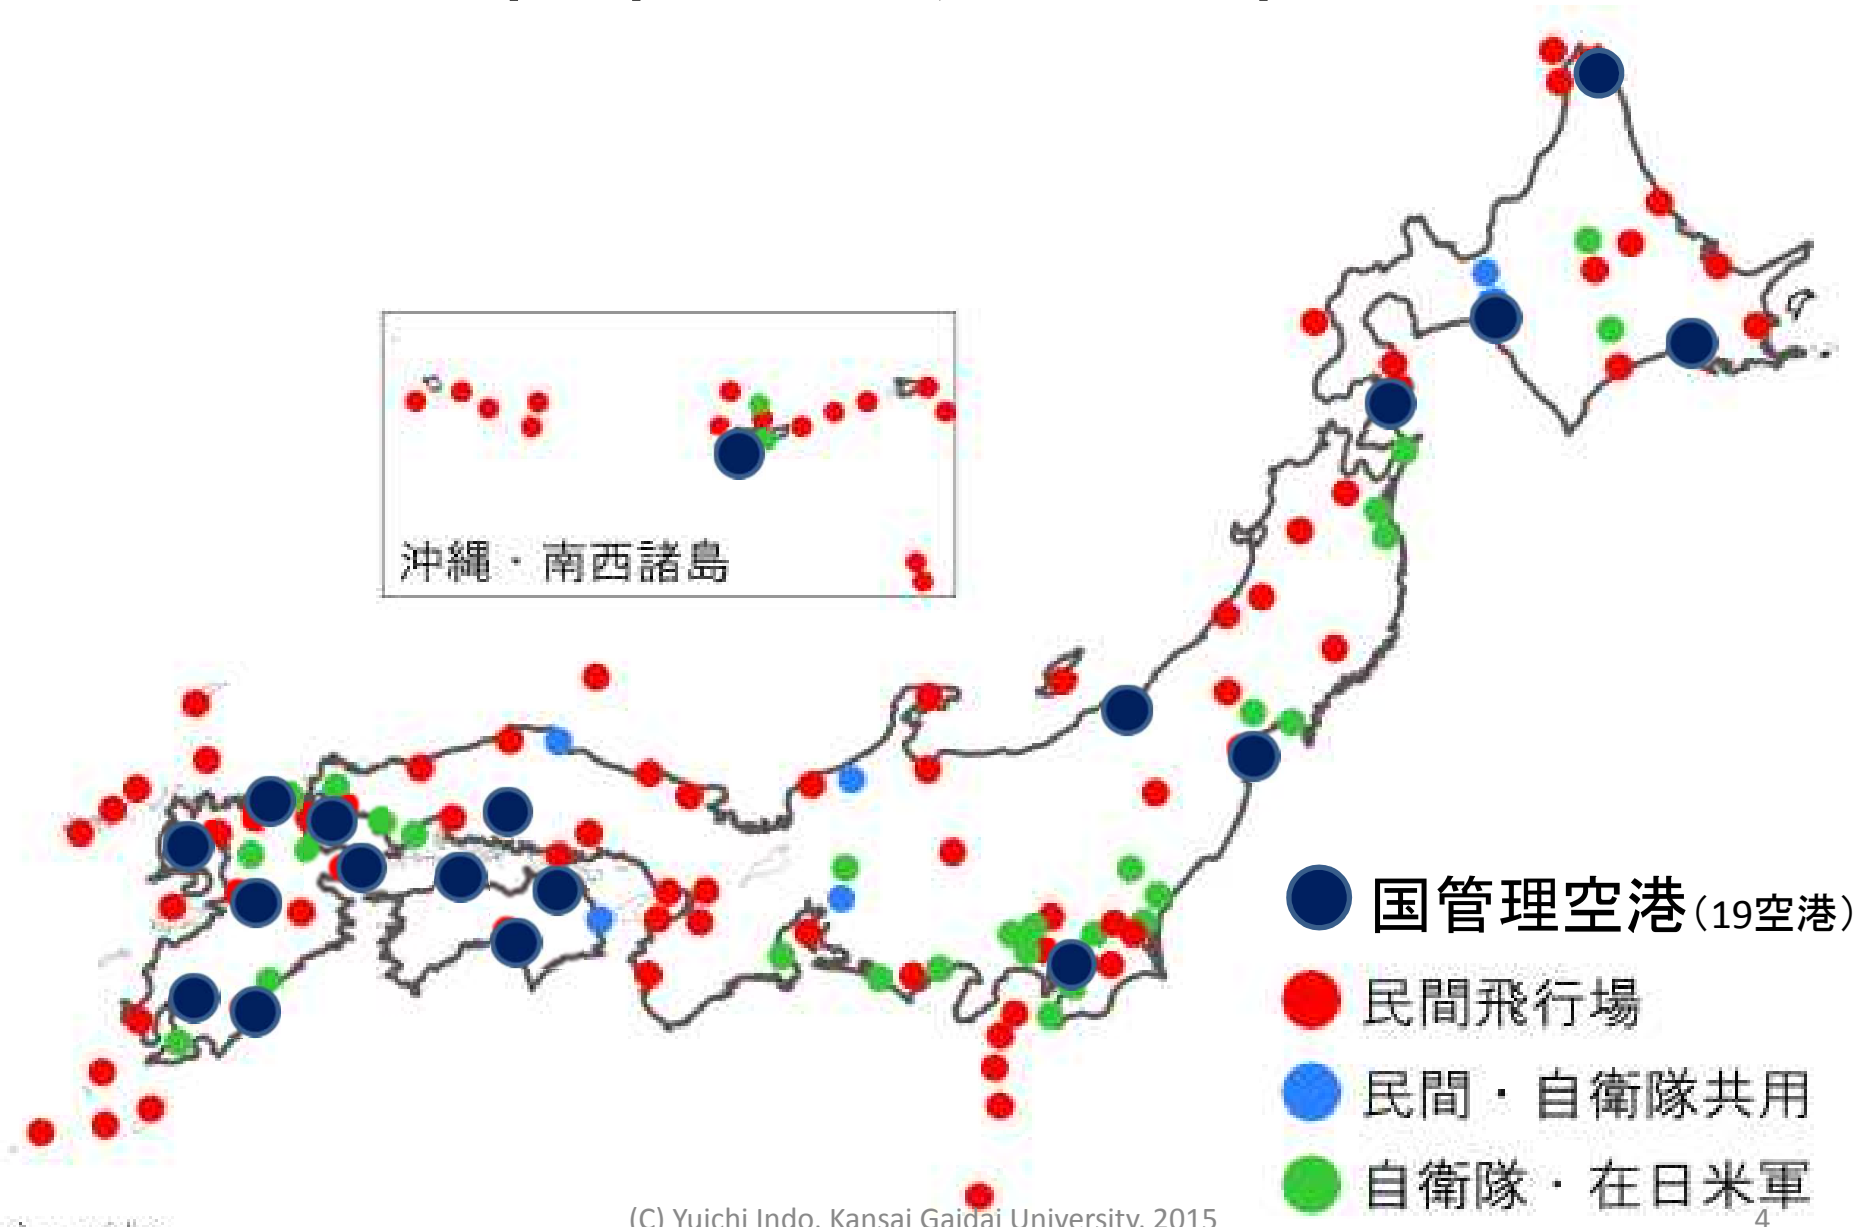 沖縄・南西諸島
国管理空港(19空港)
民間飛行場
民間・自衛隊共用
自衛隊・在日米軍
(C) Yuichi Indo, Kansai Gaidai University, 2015
4